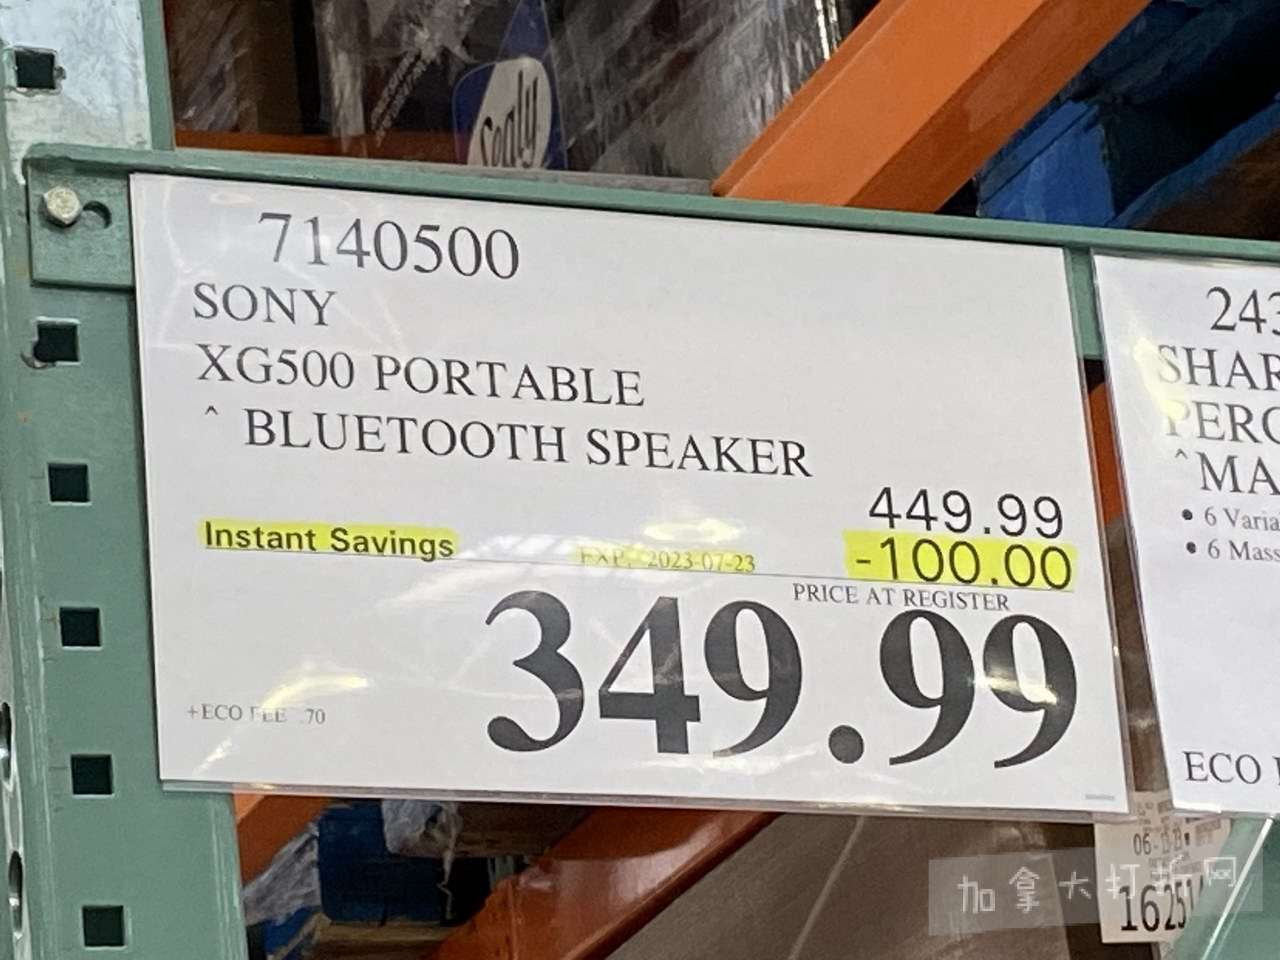 Sealy
7140500
SONY
XG500 PORTABLE
^ BLUETOOTH SPEAKER
449.99
Instant Savings EXP. 2023-07-23 -100.00
PRICE AT REGISTER
349.99
+ECO FEE .70
243
SHAR
PERC
^MA
• 6 Varia
• 6 Mass
ECO
06-
1625
加拿大打折网